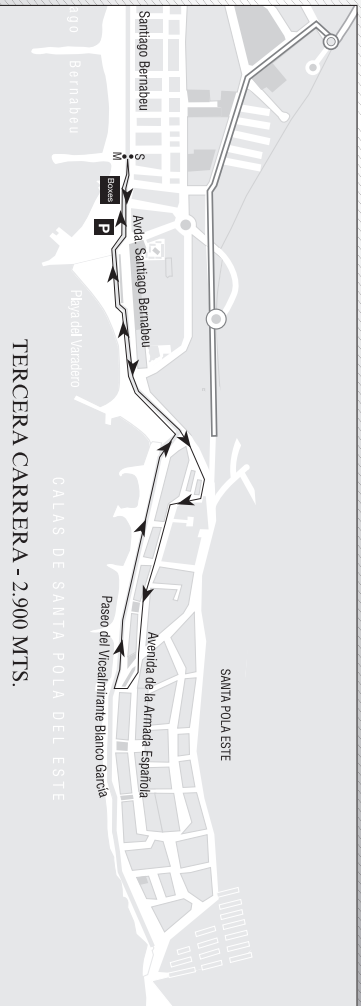 ago Bernabeu
Santiago Bernabeu
S
M
Boxes
P
Avda. Santiago Bernabeu
Playa del Varadero
SANTA POLA ESTE
Avenida de la Armada Española
Paseo del Vicealmirante Blanco García
CALAS DE SANTA POLA DEL ESTE
TERCERA CARRERA - 2.900 MTS.